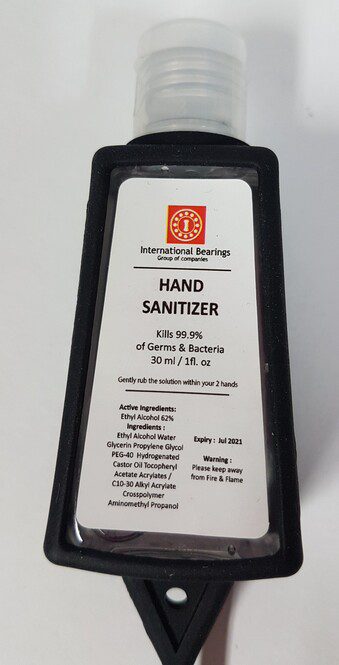 International Bearings
Group of companies
HAND
SANITIZER
Kills 99.9%
of Germs & Bacteria
30 ml / 1fl. oz
Gently rub the solution within your 2 hands
Active Ingredients:
Ethyl Alcohol 62%
Ingredients :
Ethyl Alcohol Water
Glycerin Propylene Glycol
PEG-40 Hydrogenated
Castor Oil Tocopheryl
Acetate Acrylates /
C10-30 Alkyl Acrylate
Crosspolymer
Aminomethyl Propanol
Expiry : Jul 2021
Warning :
Please keep away
from Fire & Flame